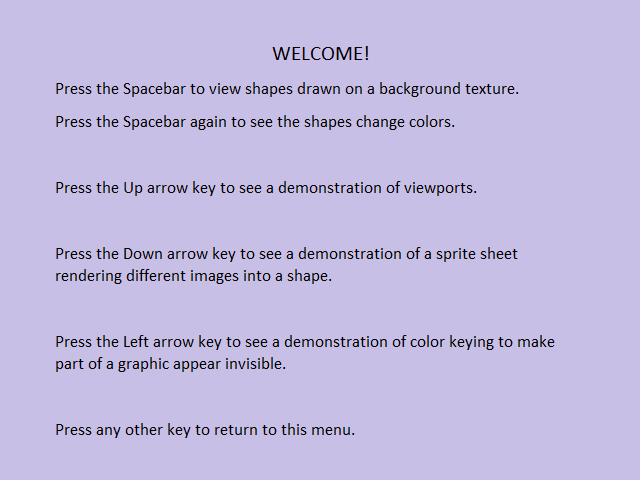 WELCOME!
Press the Spacebar to view shapes drawn on a background texture.
Press the Spacebar again to see the shapes change colors.
Press the Up arrow key to see a demonstration of viewports.
Press the Down arrow key to see a demonstration of a sprite sheet
rendering different images into a shape.
Press the Left arrow key to see a demonstration of color keying to make
part of a graphic appear invisible.
Press any other key to return to this menu.